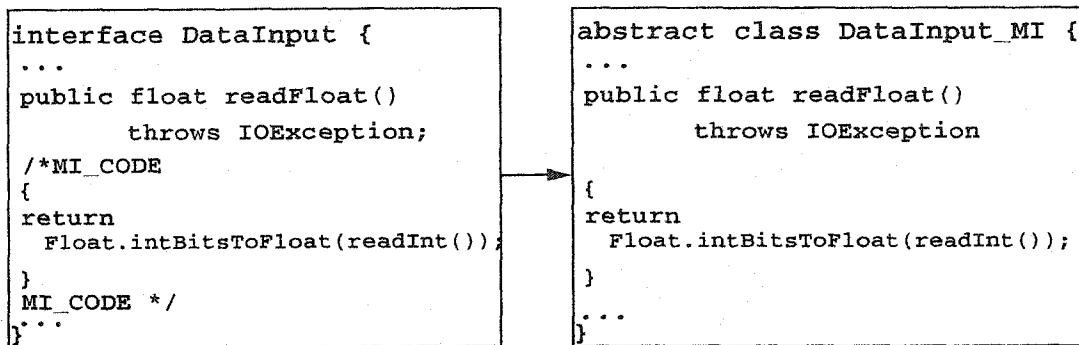 interface DataInput {
...
public float readFloat()
throws IOException;
/*MI_CODE
{
return
Float.intBitsToFloat(readInt());
}
MI_CODE */
...
}
abstract class DataInput_MI {
...
public float readFloat()
throws IOException
{
return
Float.intBitsToFloat(readInt());
}
...
}